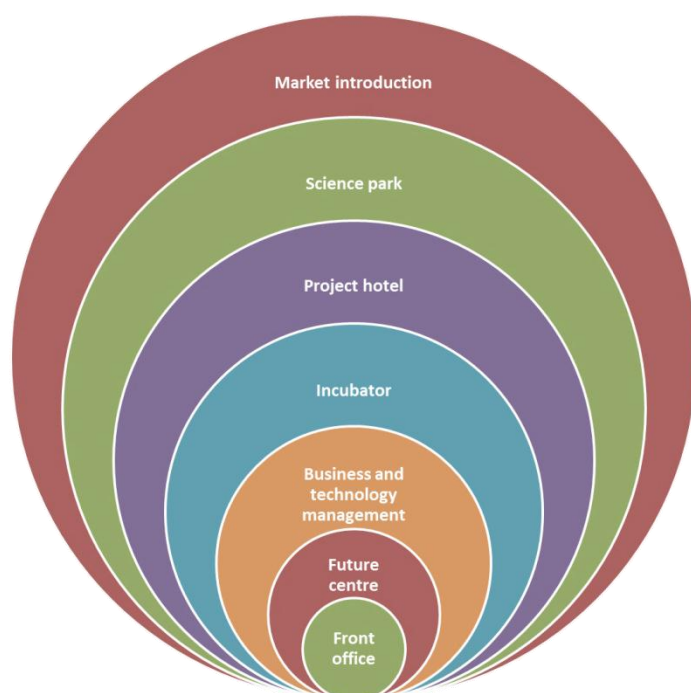 Market introduction
Science park
Project hotel
Incubator
Business and
technology
management
Future
centre
Front
office